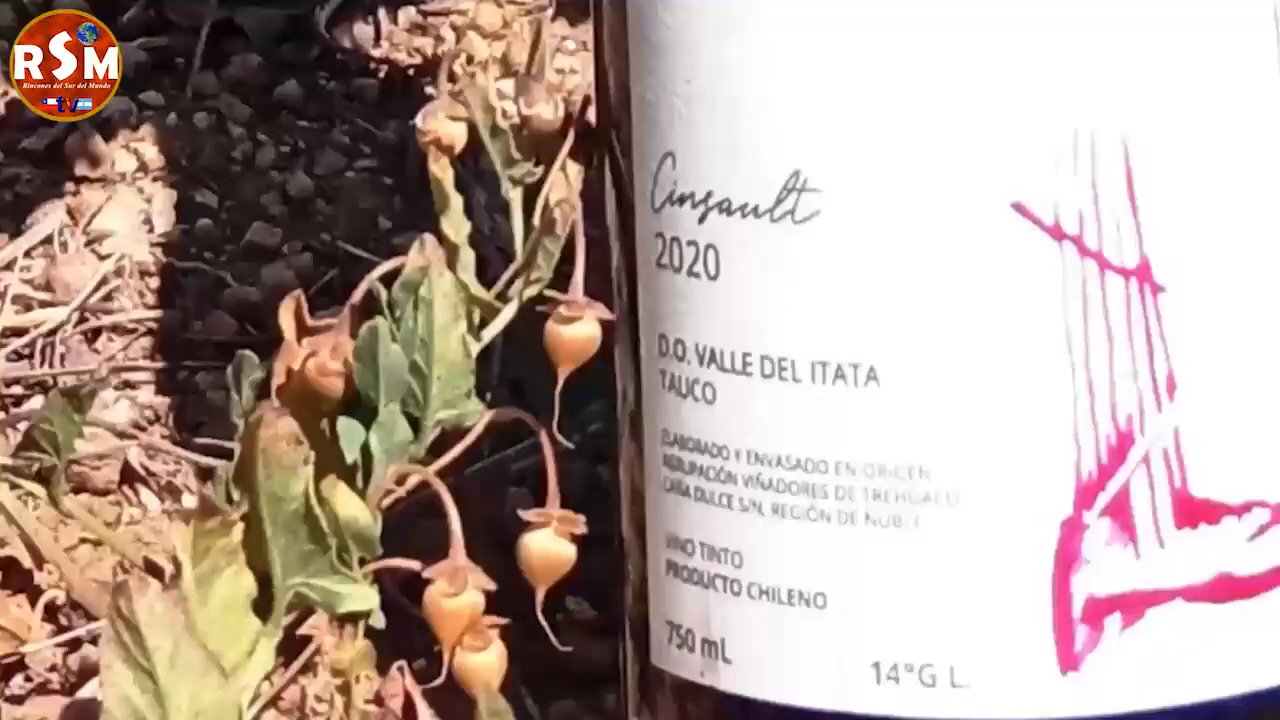 RSM
Rincones del Sur del Mundo
tv
Cinsault
2020
D.O. VALLE DEL ITATA
TAUCO
ELABORADO Y ENVASADO EN ORIGEN
AGRUPACIÓN VIÑADORES DE TREHUACO
CASA DULCE S/N, REGIÓN DE ÑUBLE
VINO TINTO
PRODUCTO CHILENO
750 mL
14°G L.